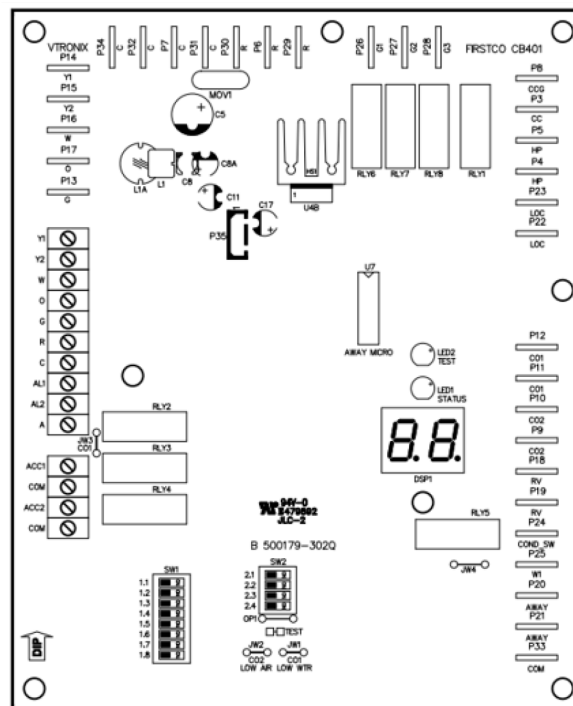 VTRONIX
P34
C
P32
C
P7
C
P31
C
P30
R
P6
R
P29
R
P26
G1
P27
G2
P28
G3
FIRSTCO CB401
P14
Y1
P15
Y2
P16
W
P17
O
P13
G
MOV1
+
C5
L1A
L1
C8
C8A
C11
C17
P35
HS1
1
U4B
RLY6
RLY7
RLY8
RLY1
P8
CCG
P3
CC
P5
HP
P4
HP
P23
LOC
P22
LOC
Y1
Y2
W
O
G
R
C
AL1
AL2
A
U7
AWAY MICRO
LED2
TEST
LED1
STATUS
8.8.
DSP1
P12
CO1
P11
CO1
P10
CO2
P9
CO2
P18
RV
P19
RV
P24
COND_SW
P25
W1
P20
AWAY
P21
AWAY
P33
COM
JW3
CO1
RLY2
RLY3
RLY4
ACC1
COM
ACC2
COM
94V-0
E479892
JLC-2
B 500179-302Q
RLY5
JW4
SW1
1.1
1.2
1.3
1.4
1.5
1.6
1.7
1.8
SW2
2.1
2.2
2.3
2.4
OP1
TEST
JW2
CO2
LOW AIR
JW1
CO1
LOW WTR
DIP